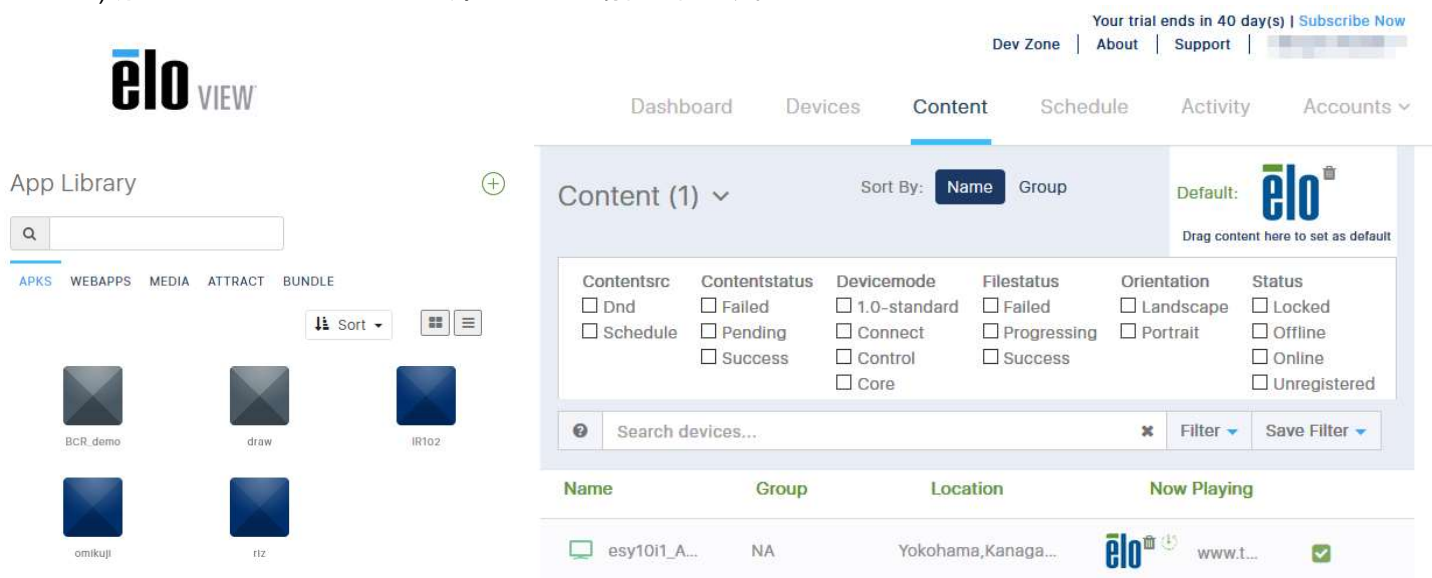 Your trial ends in 40 day(s) | Subscribe Now
Dev Zone | About | Support |
ēlo VIEW
Dashboard Devices Content Schedule Activity Accounts
App Library
APKS WEBAPPS MEDIA ATTRACT BUNDLE
Sort
BCR_demo draw IR102
omikuji riz
Content (1)
Sort By: Name Group
Default: ēlo
Drag content here to set as default
Contentsrc Contentstatus Devicemode Filestatus Orientation Status
Dnd Failed 1.0-standard Failed Landscape Locked
Schedule Pending Connect Progressing Portrait Offline
Success Control Success Online
Core Unregistered
Search devices... Filter Save Filter
Name Group Location Now Playing
esy10i1_A... NA Yokohama,Kanaga... ēlo www.t...